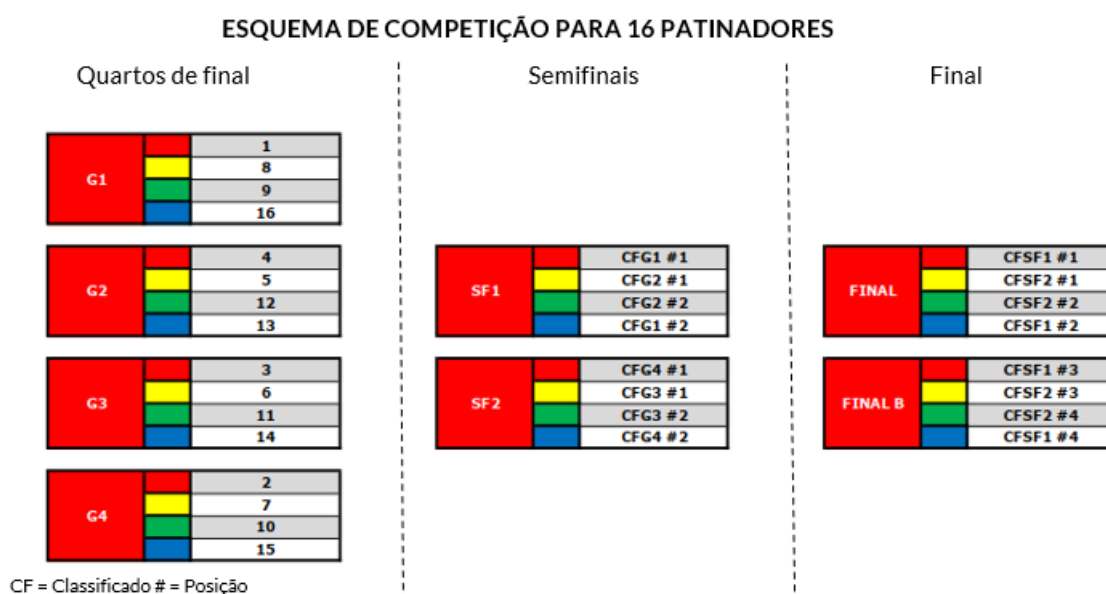 ESQUEMA DE COMPETIÇÃO PARA 16 PATINADORES
Quartos de final
Semifinais
Final
G1
1
8
9
16
G2
4
5
12
13
G3
3
6
11
14
G4
2
7
10
15
SF1
CFG1 #1
CFG2 #1
CFG2 #2
CFG1 #2
SF2
CFG4 #1
CFG3 #1
CFG3 #2
CFG4 #2
FINAL
CFSF1 #1
CFSF2 #1
CFSF2 #2
CFSF1 #2
FINAL B
CFSF1 #3
CFSF2 #3
CFSF2 #4
CFSF1 #4
CF = Classificado # = Posição